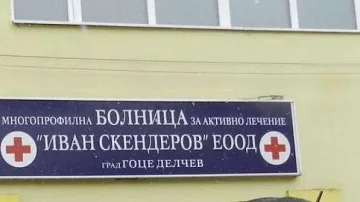 МНОГОПРОФИЛНА БОЛНИЦА ЗА АКТИВНО ЛЕЧЕНИЕ
"ИВАН СКЕНДЕРОВ" ЕООД
ГРАД ГОЦЕ ДЕЛЧЕВ